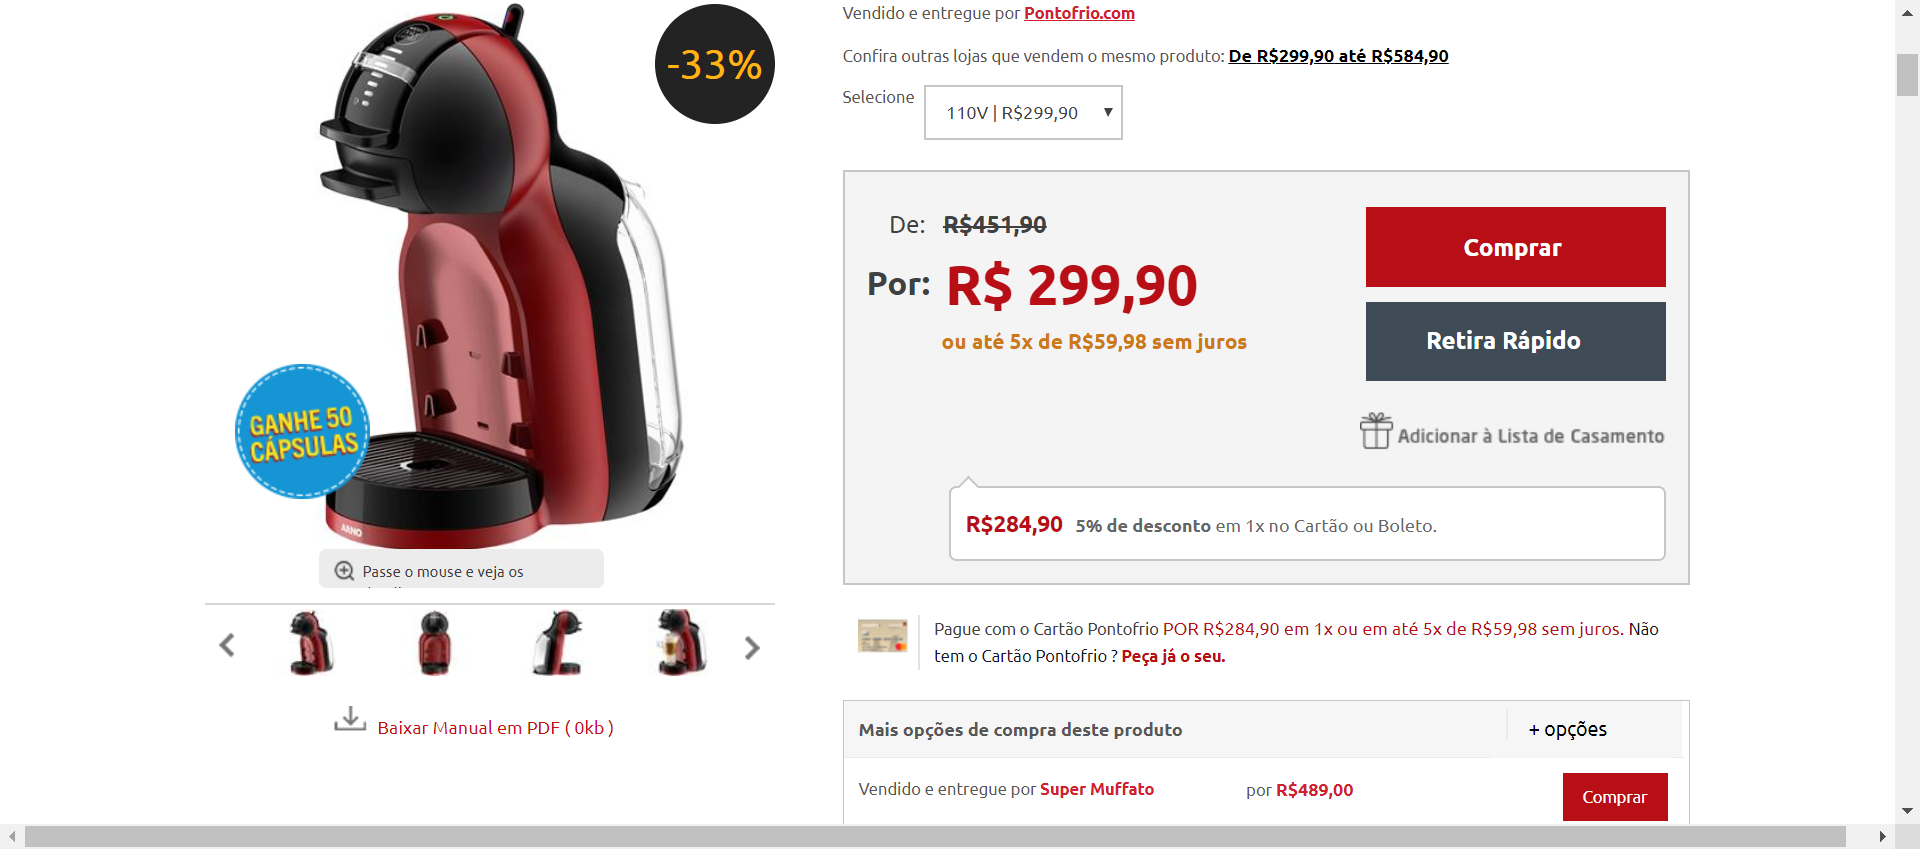 -33%
GANHE 50
CÁPSULAS
ARNO
Passe o mouse e veja os
Baixar Manual em PDF ( 0kb )
Vendido e entregue por Pontofrio.com
Confira outras lojas que vendem o mesmo produto: De R$299,90 até R$584,90
Selecione
110V | R$299,90
De: R$451,90
Por: R$ 299,90
ou até 5x de R$59,98 sem juros
Comprar
Retira Rápido
Adicionar à Lista de Casamento
R$284,90 5% de desconto em 1x no Cartão ou Boleto.
Pague com o Cartão Pontofrio POR R$284,90 em 1x ou em até 5x de R$59,98 sem juros. Não
tem o Cartão Pontofrio ? Peça já o seu.
Mais opções de compra deste produto
+ opções
Vendido e entregue por Super Muffato
por R$489,00
Comprar